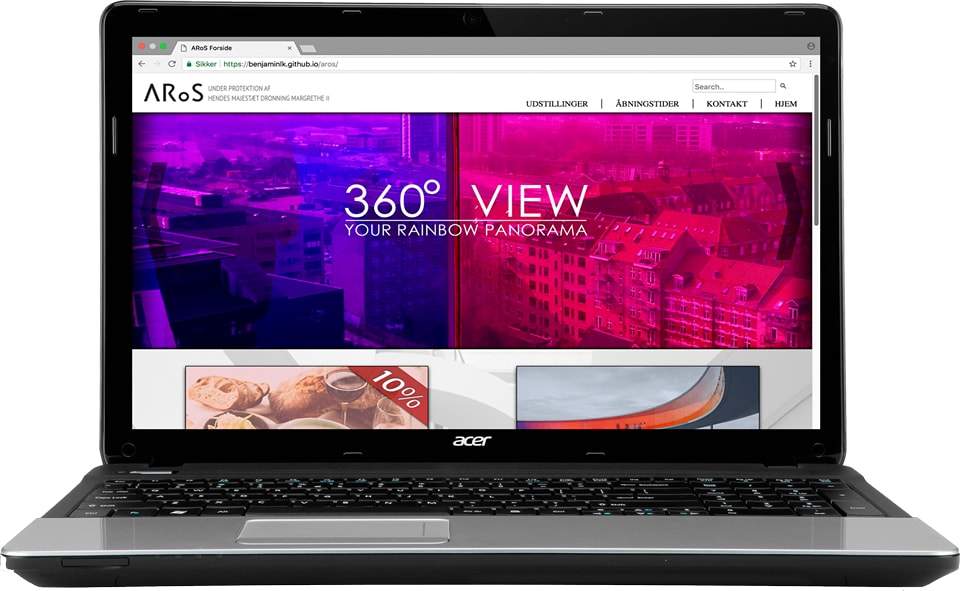 ARoS Forside
Sikker
https://benjaminlk.github.io/aros/
ARoS
UNDER PROTEKTION AF
HENDES MAJESTÆT DRONNING MARGRETHE II
Search...
UDSTILLINGER | ÅBNINGSTIDER | KONTAKT | HJEM
360° VIEW
YOUR RAINBOW PANORAMA
10%
acer